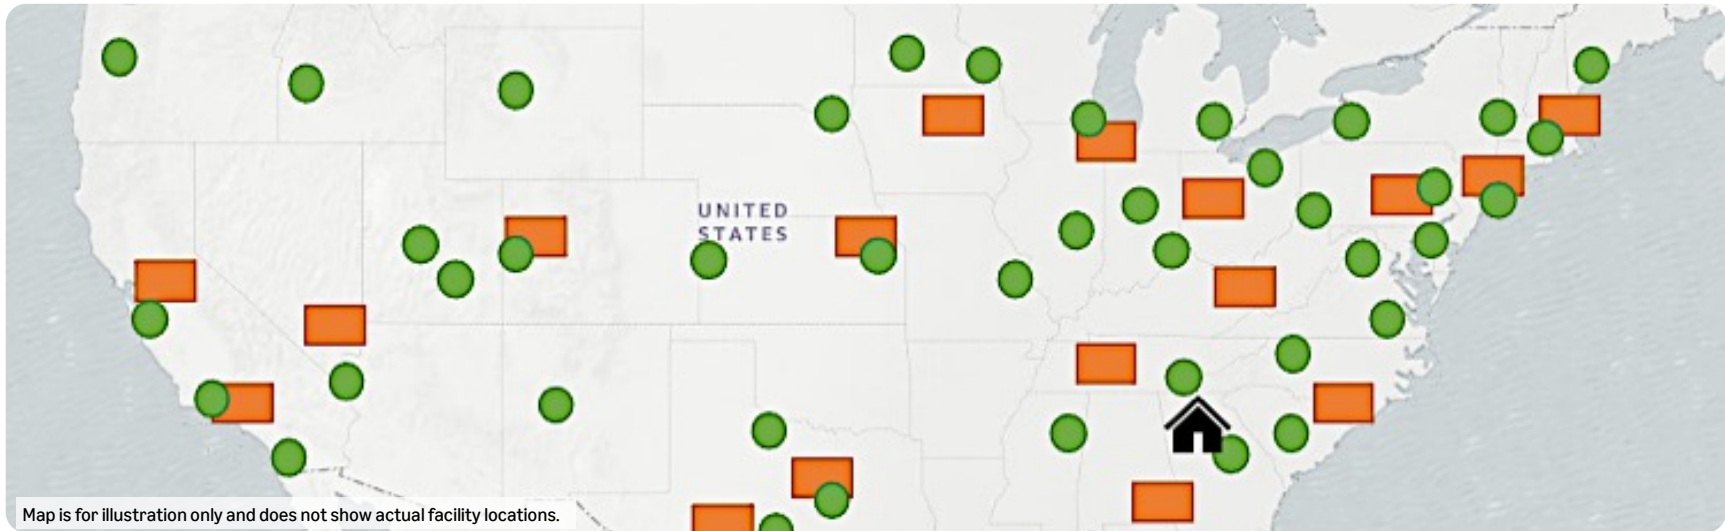 UNITED
STATES
Map is for illustration only and does not show actual facility locations.